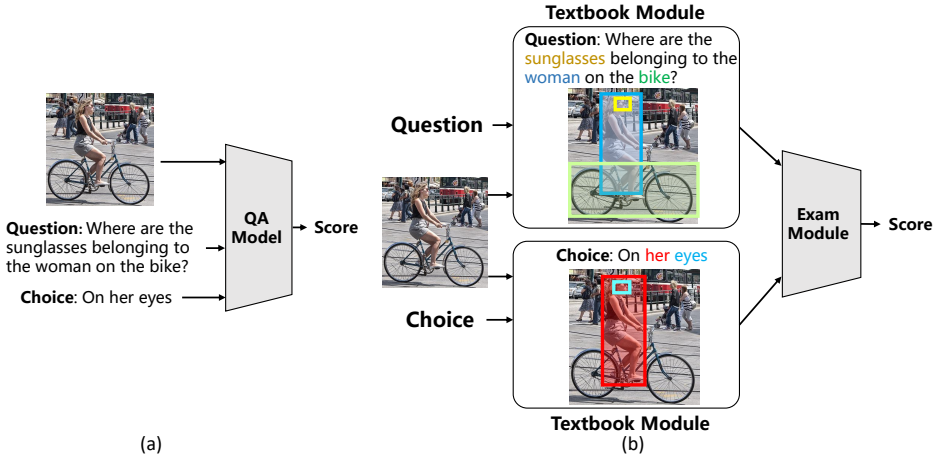 Question: Where are the
sunglasses belonging to
the woman on the bike?
Choice: On her eyes
QA
Model
Score
(a)
Textbook Module
Question: Where are the
sunglasses belonging to the
woman on the bike?
Question
Choice
Choice: On her eyes
Textbook Module
Exam
Module
Score
(b)